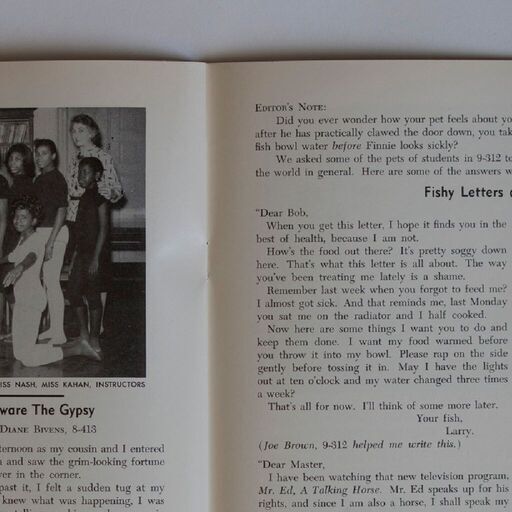 ISS NASH, MISS KAHAN, INSTRUCTORS
ware The Gypsy
DIANE BIVENS, 8-413
ternoon as my cousin and I entered
and saw the grim-looking fortune
ver in the corner.
past it, I felt a sudden tug at my
knew what was happening, I was
EDITOR'S NOTE:
Did you ever wonder how your pet feels about yo
after he has practically clawed the door down, you tak
fish bowl water before Finnie looks sickly?
We asked some of the pets of students in 9-312 to
the world in general. Here are some of the answers w
Fishy Letters
"Dear Bob,
When you get this letter, I hope it finds you in the
best of health, because I am not.
How's the food out there? It's pretty soggy down
here. That's what this letter is all about. The way
you've been treating me lately is a shame.
Remember last week when you forgot to feed me?
I almost got sick. And that reminds me, last Monday
you sat me on the radiator and I half cooked.
Now here are some things I want you to do and
keep them done. I want my food warmed before
you throw it into my bowl. Please rap on the side
gently before tossing it in. May I have the lights
out at ten o'clock and my water changed three times
a week?
That's all for now. I'll think of some more later.
Your fish,
Larry.
(Joe Brown, 9-312 helped me write this.)
"Dear Master,
I have been watching that new television program,
Mr. Ed, A Talking Horse. Mr. Ed speaks up for his
rights, and since I am also a horse, I shall speak my